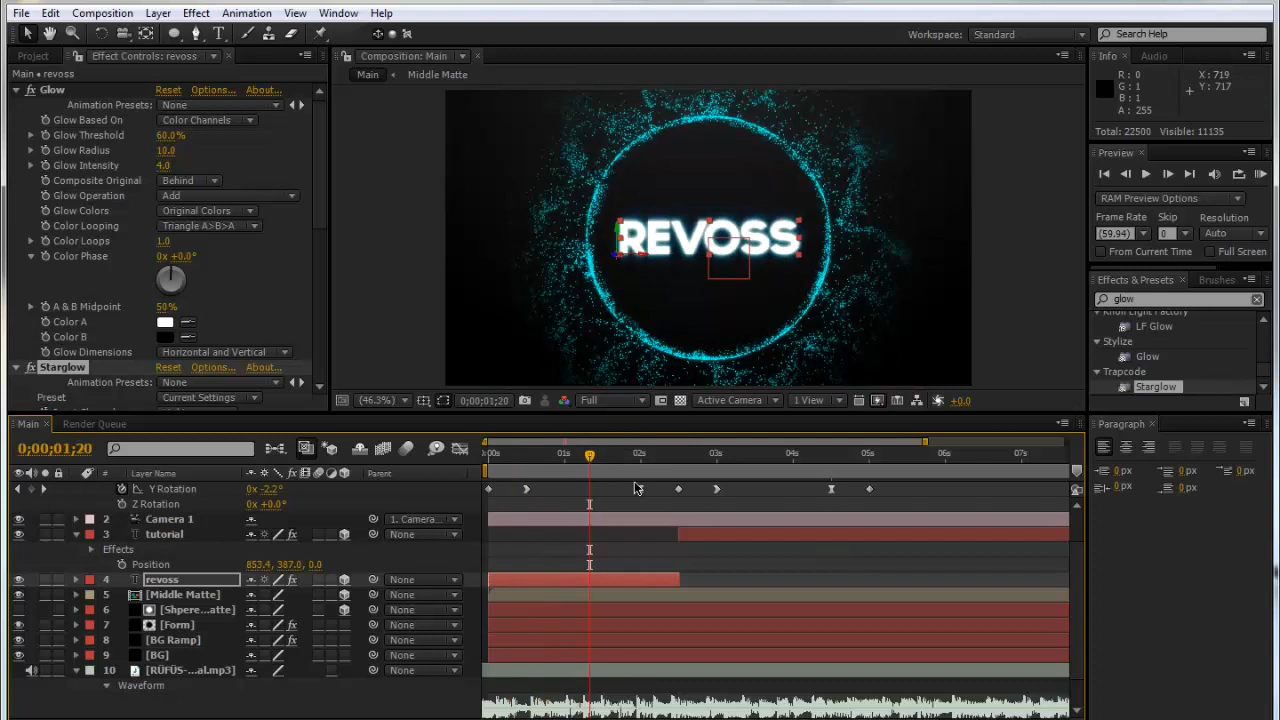 File Edit Composition Layer Effect Animation View Window Help
Workspace: Standard Search Help
Project Effect Controls: revoss
Main • revoss
Glow Reset Options... About...
Animation Presets: None
Glow Based On Color Channels
Glow Threshold 60.0%
Glow Radius 10.0
Glow Intensity 4.0
Composite Original Behind
Glow Operation Add
Glow Colors Original Colors
Color Looping Triangle A>B>A
Color Loops 1.0
Color Phase 0x +0.0°
A & B Midpoint 50%
Color A
Color B
Glow Dimensions Horizontal and Vertical
Starglow Reset Options... About...
Animation Presets: None
Preset Current Settings
Composition: Main
Main Middle Matte
REVOSS
(46.3%) 0;00;01;20 Full Active Camera 1 View +0.0
Info Audio
R : 0 X : 719
G : 1 Y : 717
B : 1
A : 255
Total: 22500 Visible: 11135
Preview
RAM Preview Options
Frame Rate Skip Resolution
(59.94) 0 Auto
From Current Time Full Screen
Effects & Presets Brushes
glow
LF Glow
Stylize
Glow
Trapcode
Starglow
Paragraph
0 px 0 px 0 px
0 px 0 px
Main Render Queue
0;00;01;20
# Layer Name Parent
0:00s 01s 02s 03s 04s 05s 06s 07s
Y Rotation 0x -2.2°
Z Rotation 0x +0.0°
2 Camera 1 1. Camera...
3 tutorial None
Effects
Position 853.4, 387.0, 0.0
4 revoss None
5 [Middle Matte] None
6 [Shpere...atte] None
7 [Form] None
8 [BG Ramp] None
9 [BG] None
10 [RÜFÜS-...al.mp3] None
Waveform